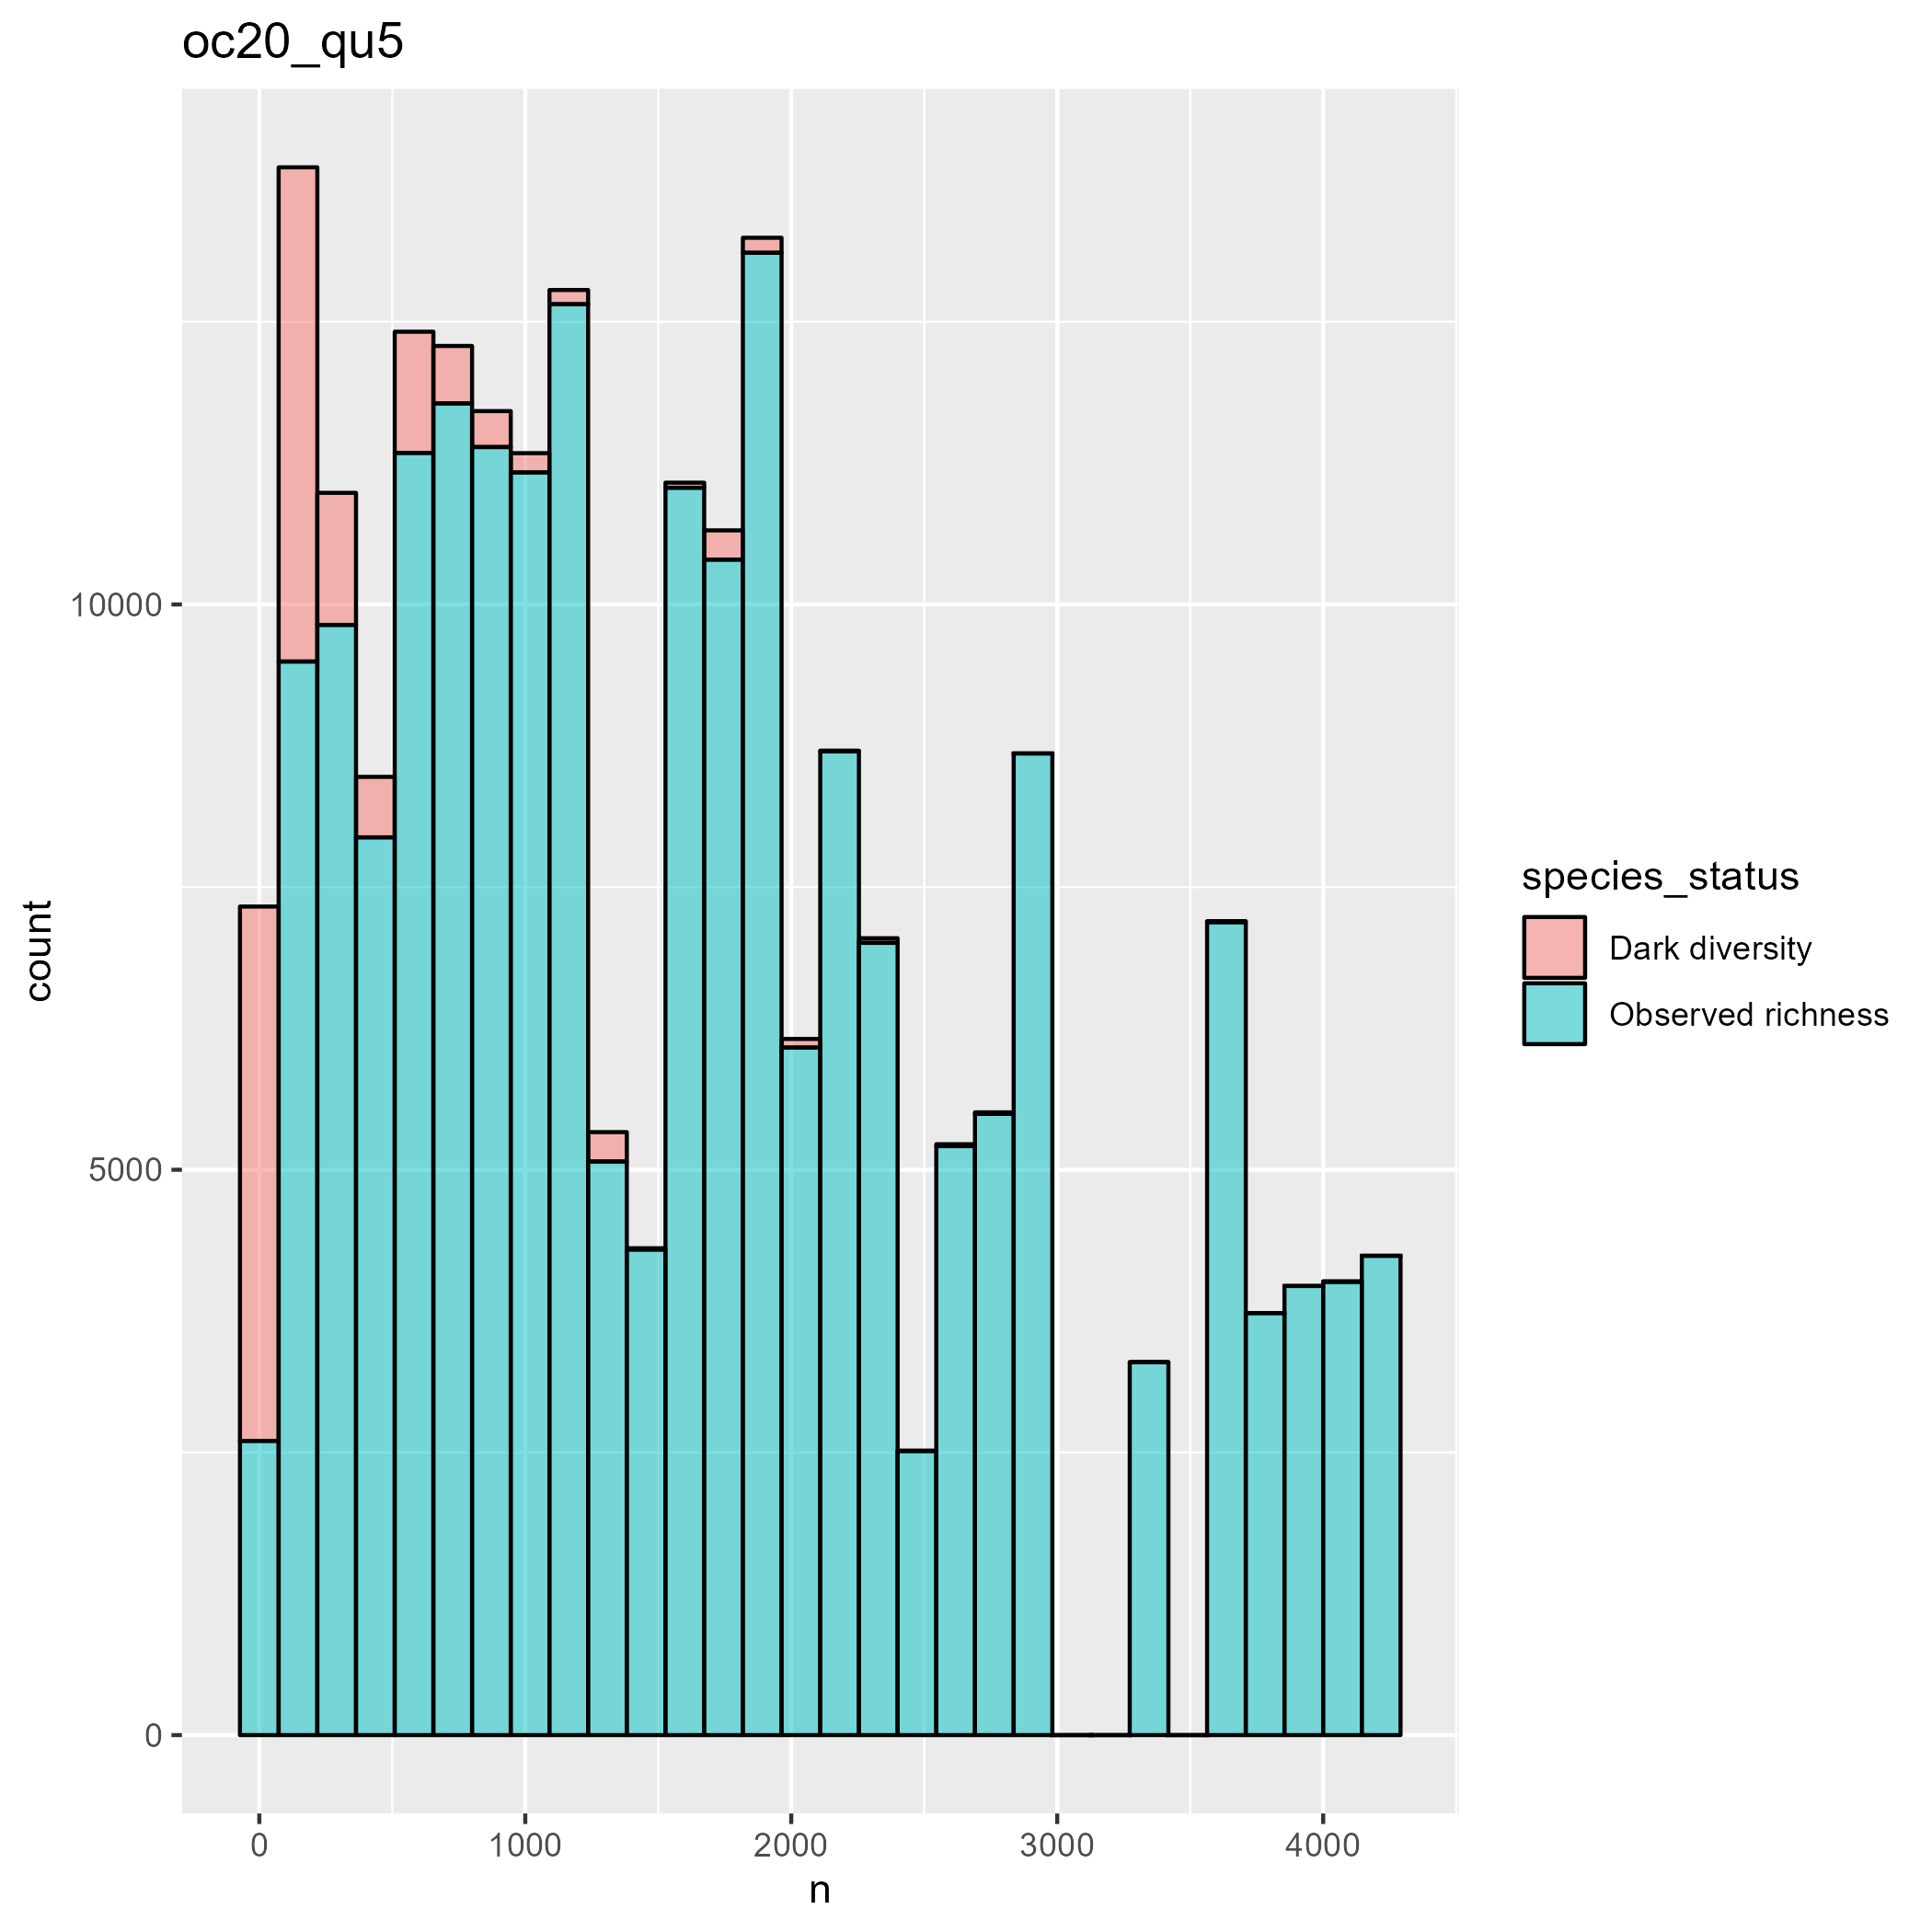 oc20_qu5
10000
5000
0
count
0 1000 2000 3000 4000
n
species_status
Dark diversity
Observed richness